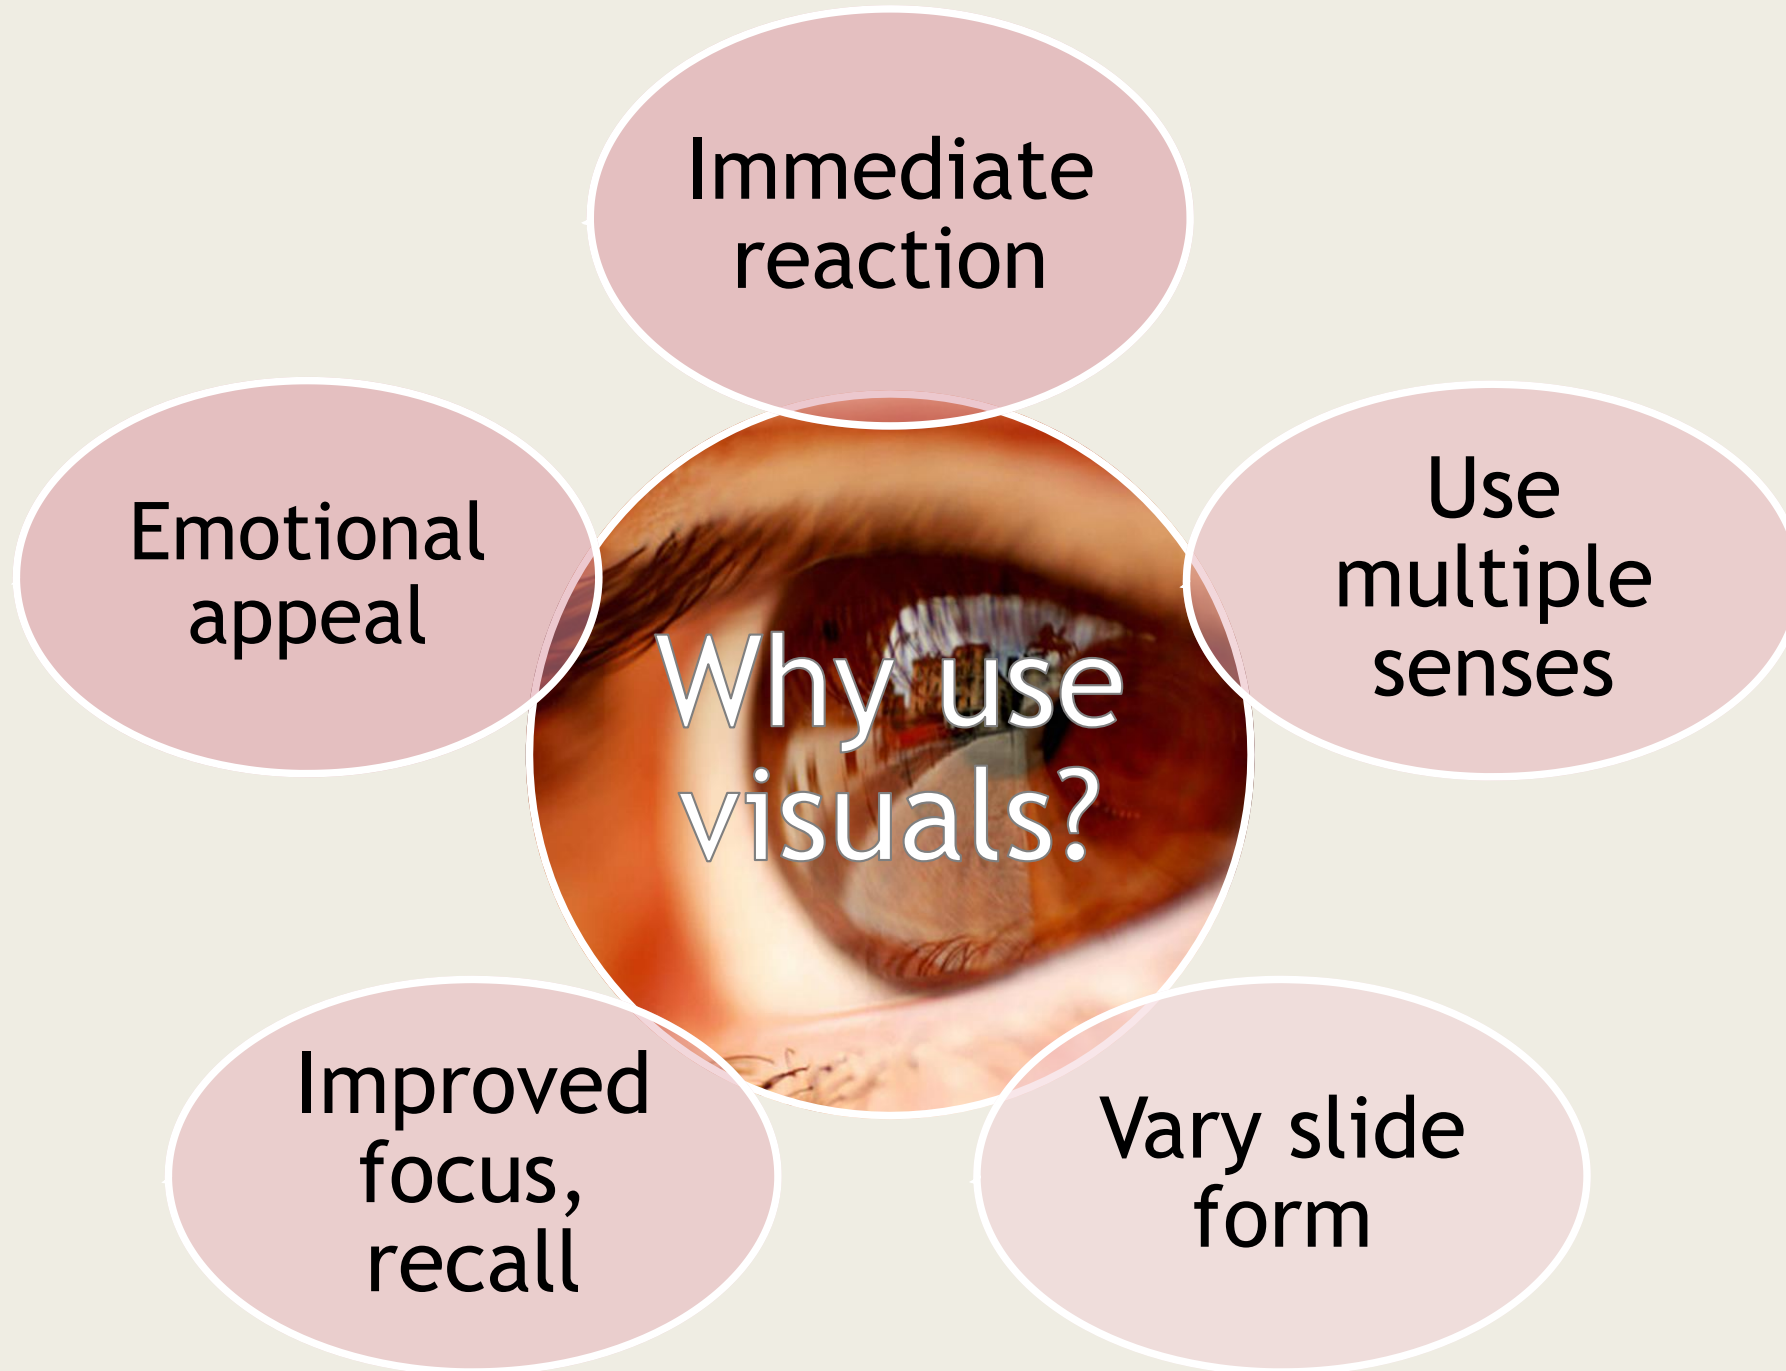 Immediate
reaction
Use
multiple
senses
Vary slide
form
Improved
focus,
recall
Emotional
appeal
Why use
visuals?